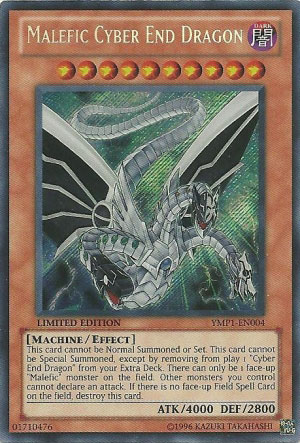 MALEFIC CYBER END DRAGON
DARK
闇
LIMITED EDITION
YMP1-EN004
[MACHINE / EFFECT]
This card cannot be Normal Summoned or Set. This card cannot
be Special Summoned, except by removing from play 1 "Cyber
End Dragon" from your Extra Deck. There can only be 1 face-up
"Malefic" monster on the field. Other monsters you control
cannot declare an attack. If there is no face-up Field Spell Card
on the field, destroy this card.
ATK/4000 DEF/2800
01710476
©1996 KAZUKI TAKAHASHI